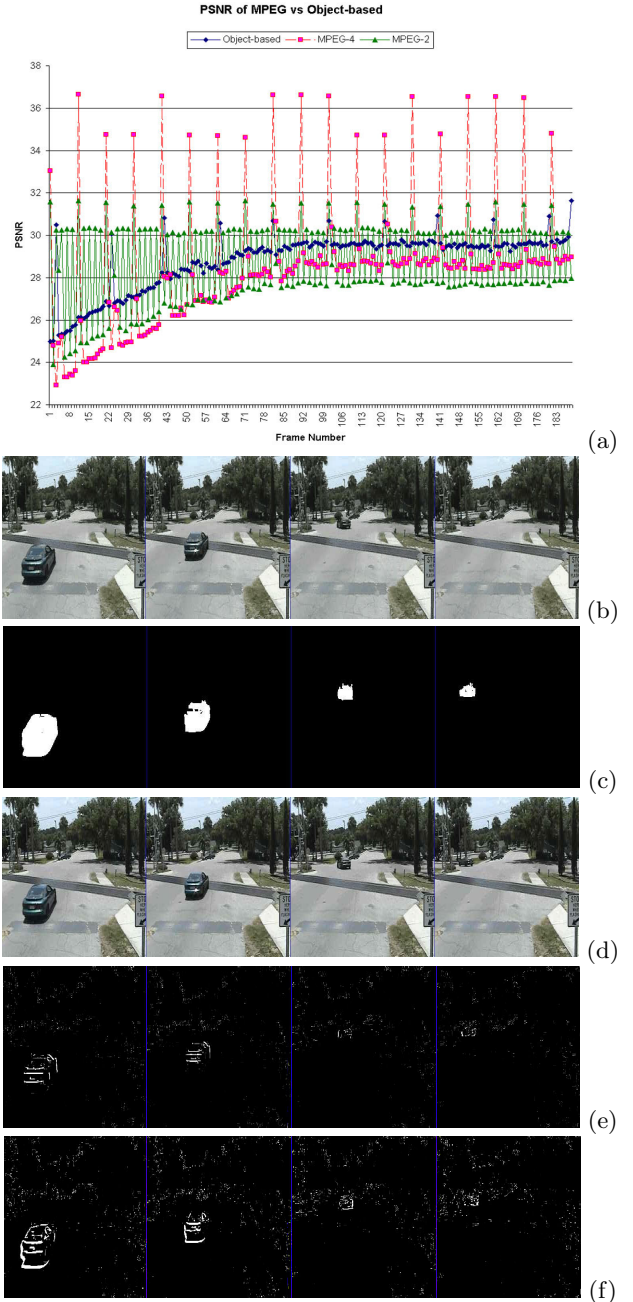 PSNR of MPEG vs Object-based
Object-based MPEG-4 MPEG-2
38
36
34
32
30
28
26
24
22
PSNR
1 8 15 22 29 36 43 50 57 64 71 78 85 92 99 106 113 120 127 134 141 148 155 162 169 176 183
Frame Number
(a)
(b)
(c)
(d)
(e)
(f)